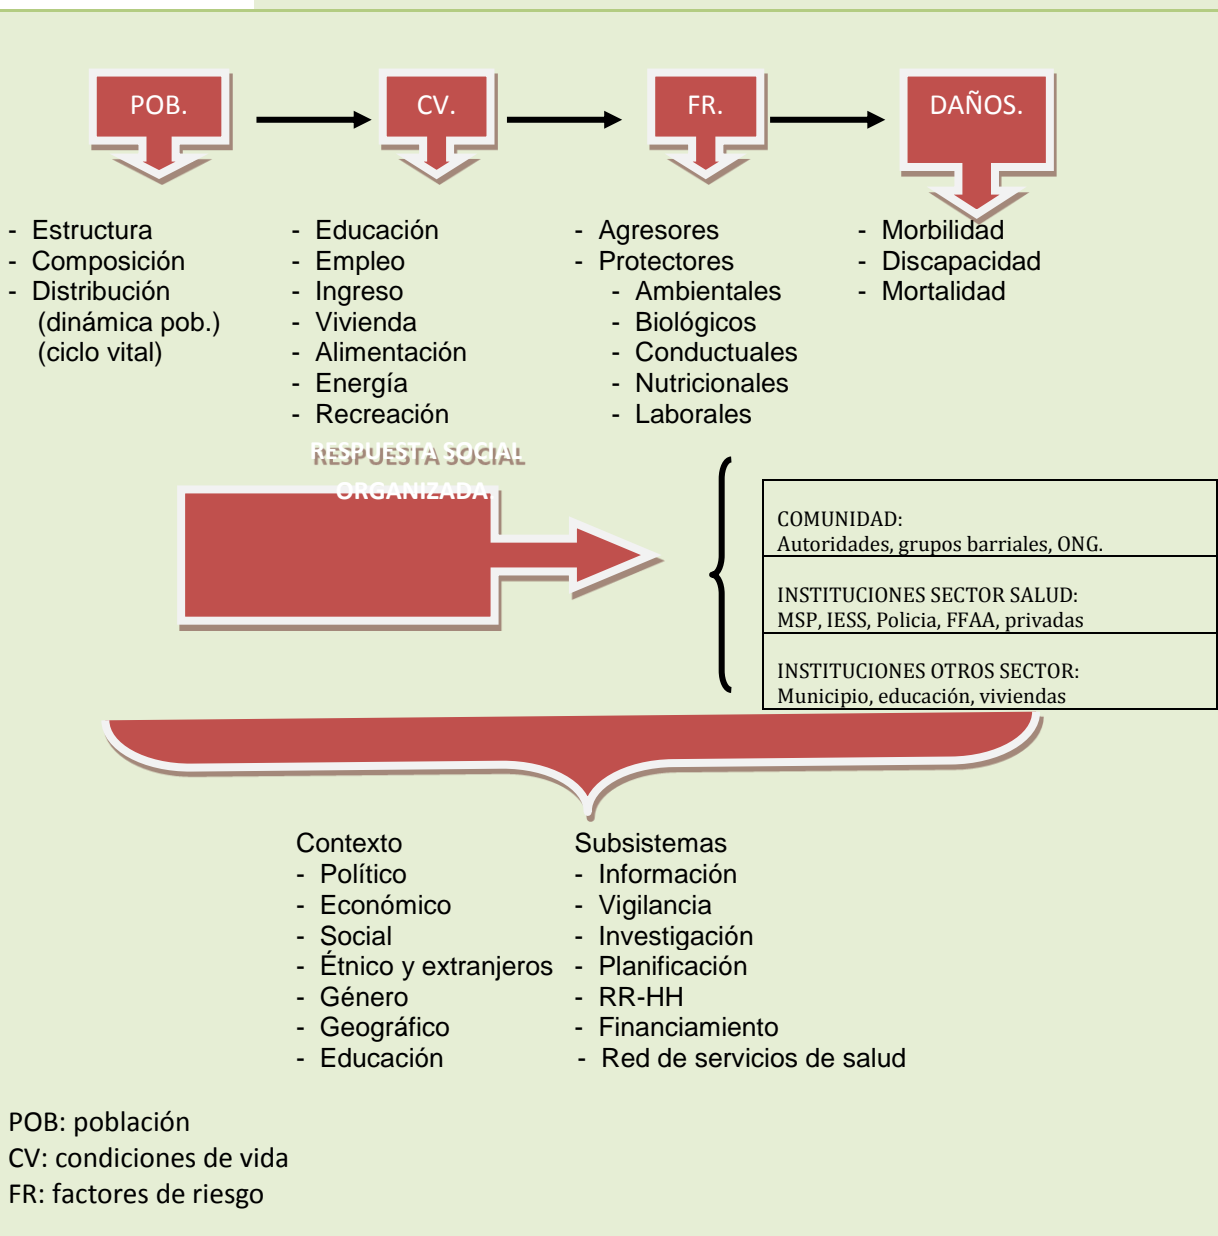 POB.
CV.
FR.
DAÑOS.
- Estructura
- Composición
- Distribución
(dinámica pob.)
(ciclo vital)
- Educación
- Empleo
- Ingreso
- Vivienda
- Alimentación
- Energía
- Recreación
- Agresores
- Protectores
- Ambientales
- Biológicos
- Conductuales
- Nutricionales
- Laborales
- Morbilidad
- Discapacidad
- Mortalidad
RESPUESTA SOCIAL
ORGANIZADA.
COMUNIDAD:
Autoridades, grupos barriales, ONG.
INSTITUCIONES SECTOR SALUD:
MSP, IESS, Policia, FFAA, privadas
INSTITUCIONES OTROS SECTOR:
Municipio, educación, viviendas
Contexto
- Político
- Económico
- Social
- Étnico y extranjeros
- Género
- Geográfico
- Educación
Subsistemas
- Información
- Vigilancia
- Investigación
- Planificación
- RR-HH
- Financiamiento
- Red de servicios de salud
POB: población
CV: condiciones de vida
FR: factores de riesgo